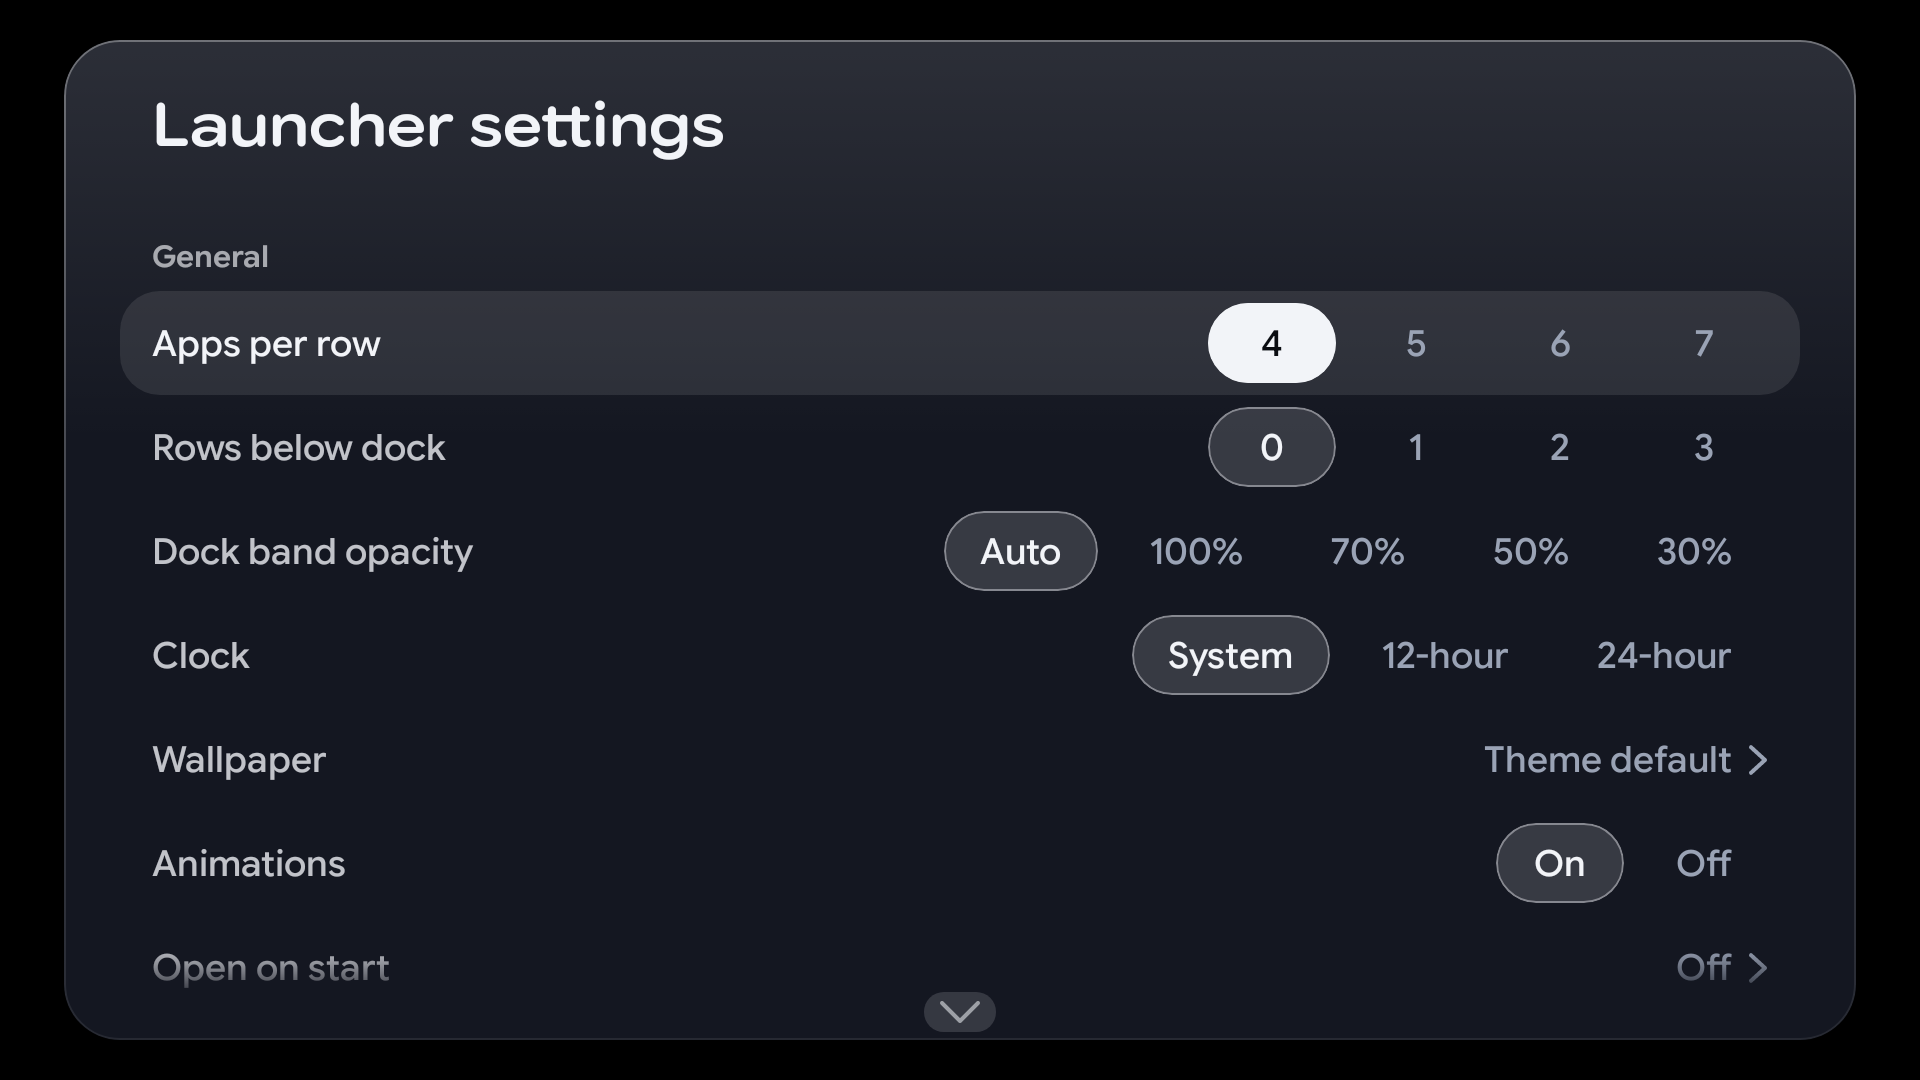 Launcher settings
General
Apps per row 4 5 6 7
Rows below dock 0 1 2 3
Dock band opacity Auto 100% 70% 50% 30%
Clock System 12-hour 24-hour
Wallpaper Theme default
Animations On Off
Open on start Off